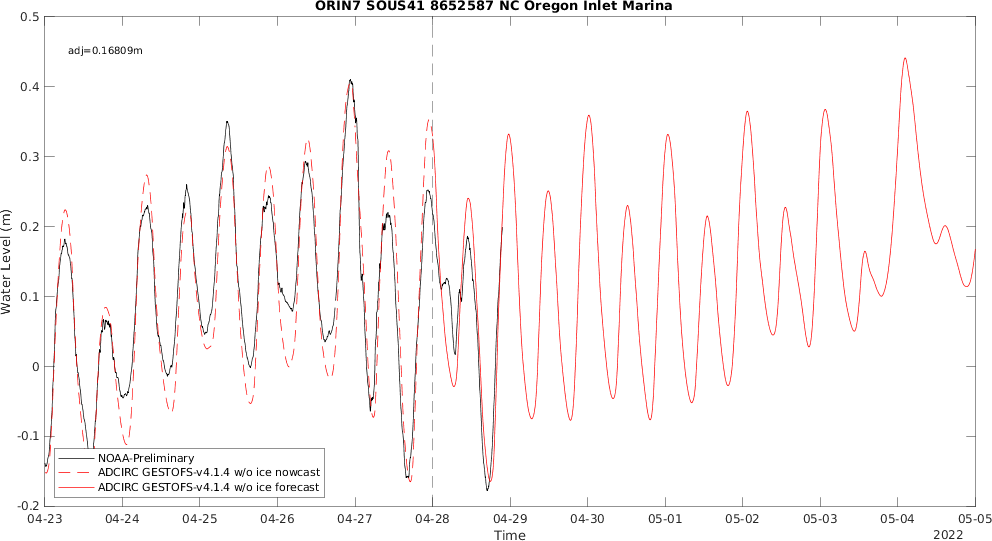 ORIN7 SOUS41 8652587 NC Oregon Inlet Marina
adj=0.16809m
0.5
0.4
0.3
0.2
0.1
0
-0.1
-0.2
Water Level (m)
NOAA-Preliminary
ADCIRC GESTOFS-v4.1.4 w/o ice nowcast
ADCIRC GESTOFS-v4.1.4 w/o ice forecast
04-23 04-24 04-25 04-26 04-27 04-28 04-29 04-30 05-01 05-02 05-03 05-04 05-05
Time
2022